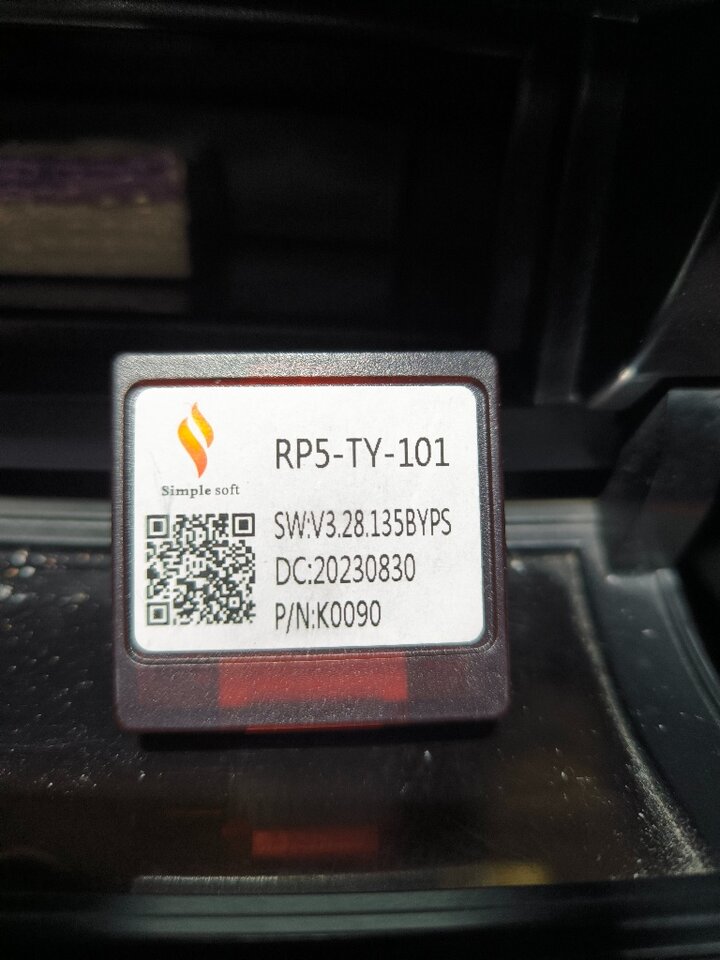 Simple soft
RP5-TY-101
SW:V3.28.135BYPS
DC:20230830
P/N:K0090